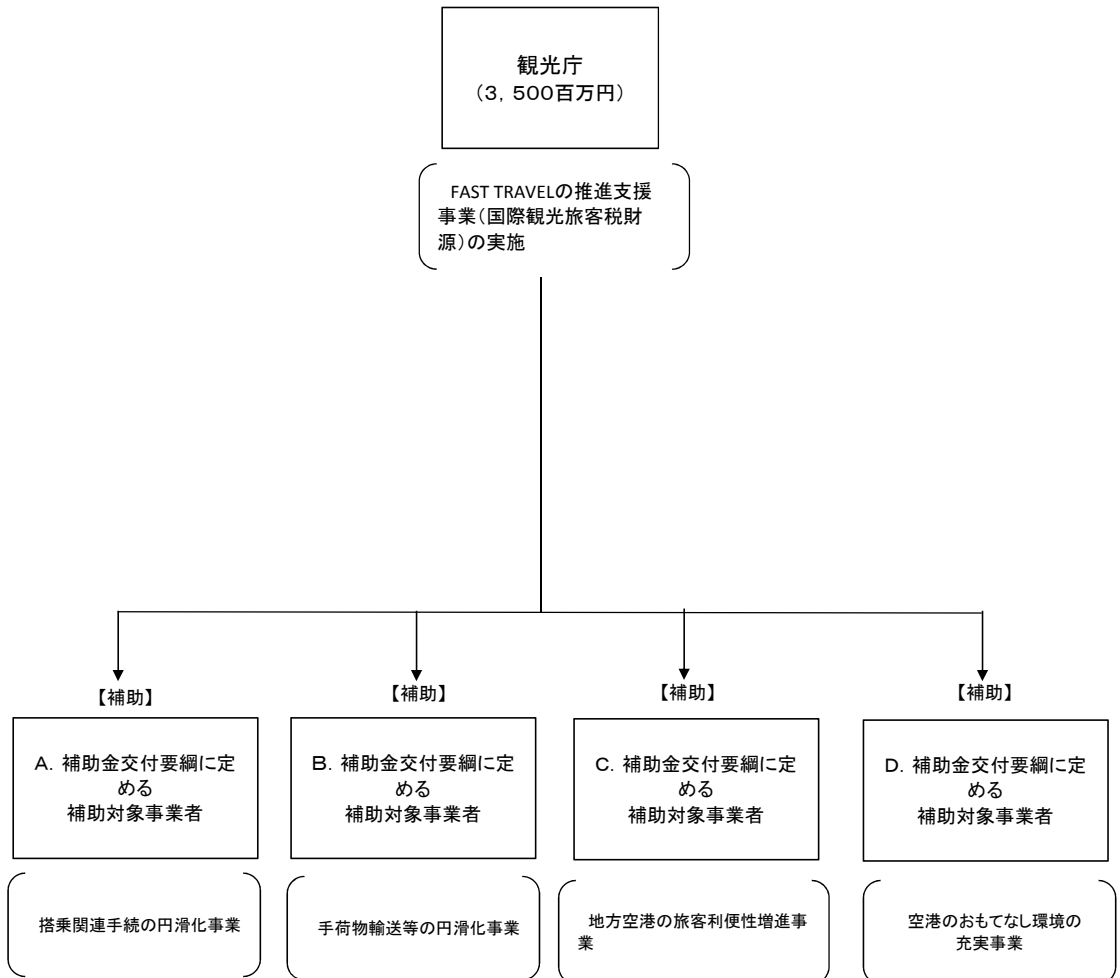 観光庁
(3，500百万円)
FAST TRAVELの推進支援
事業(国際観光旅客税財
源)の実施
【補助】
【補助】
【補助】
【補助】
A．補助金交付要綱に定
める
補助対象事業者
B．補助金交付要綱に定
める
補助対象事業者
C．補助金交付要綱に定
める
補助対象事業者
D．補助金交付要綱に定
める
補助対象事業者
搭乗関連手続の円滑化事業
手荷物輸送等の円滑化事業
地方空港の旅客利便性増進事
業
空港のおもてなし環境の
充実事業